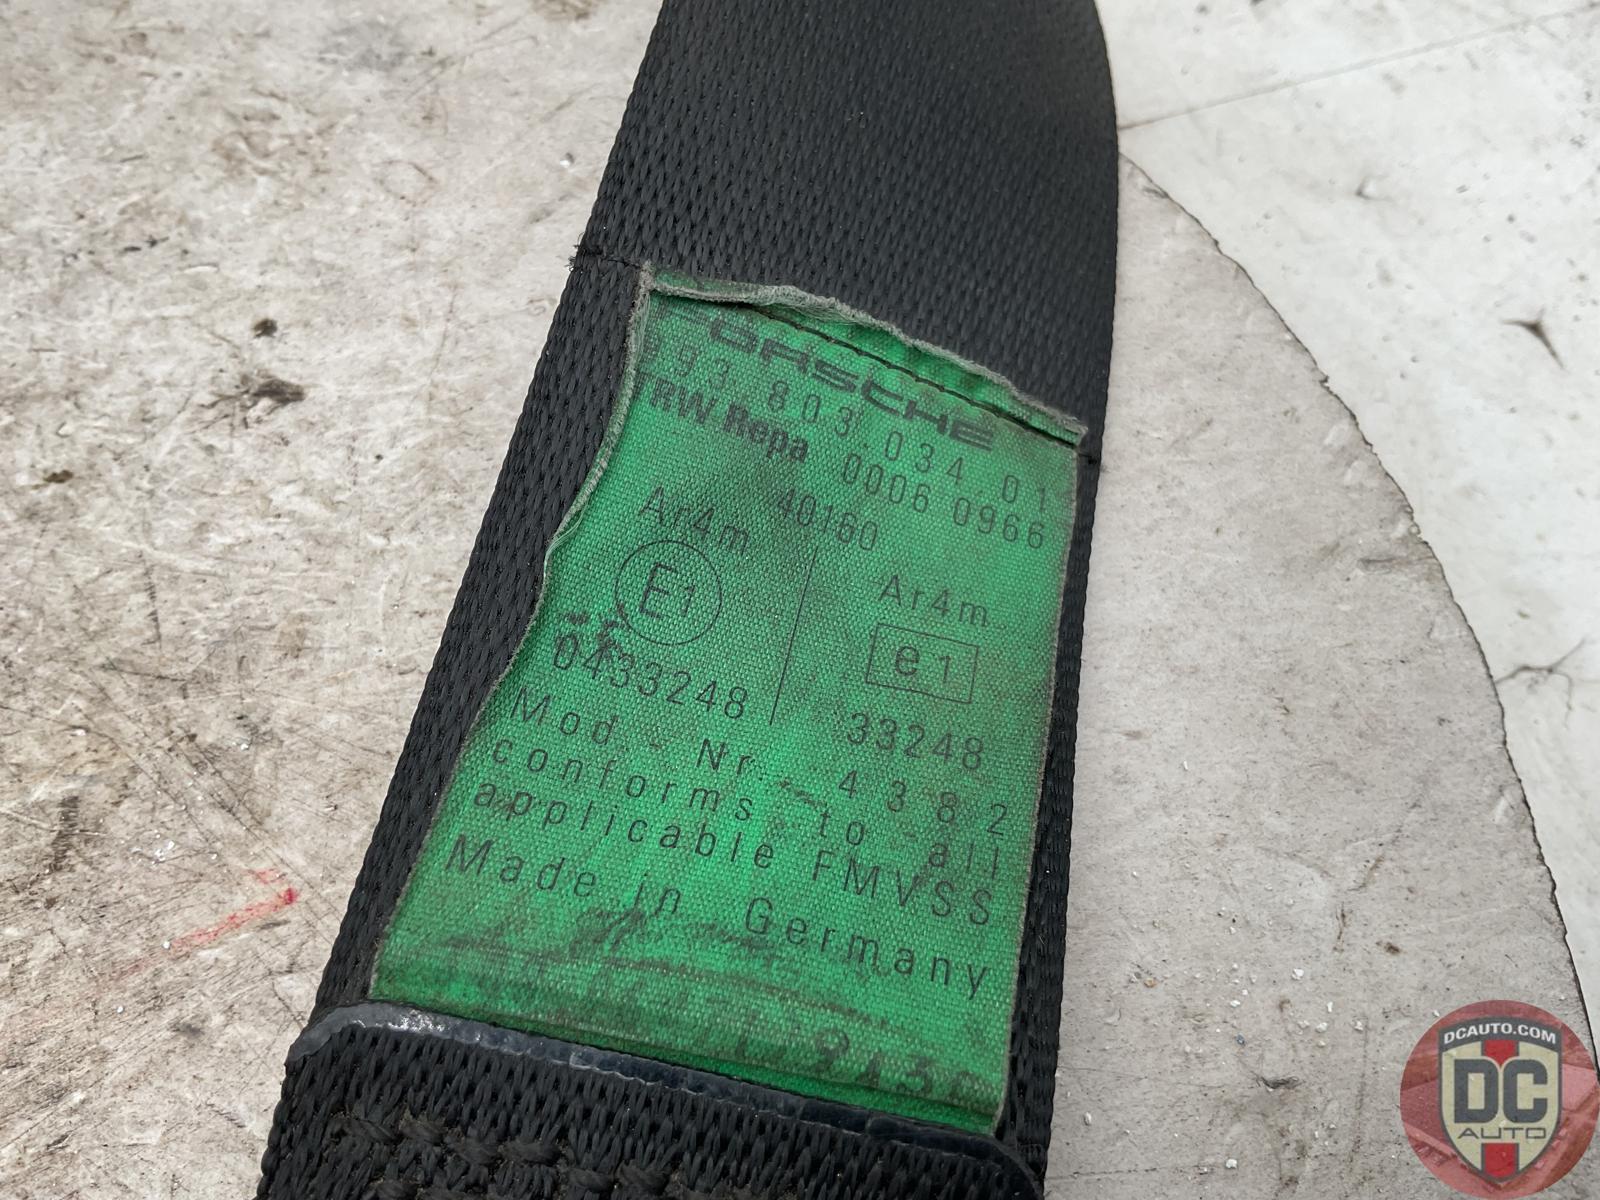 PORSCHE
993 803 034 01
TRW Repa 0006 0966
40160
Ar4m
E1
0433248
Ar4m
e1
33248
Mod. Nr. 4382
conforms to all
applicable FMVSS
Made in Germany
DCAUTO.COM
DC
AUTO